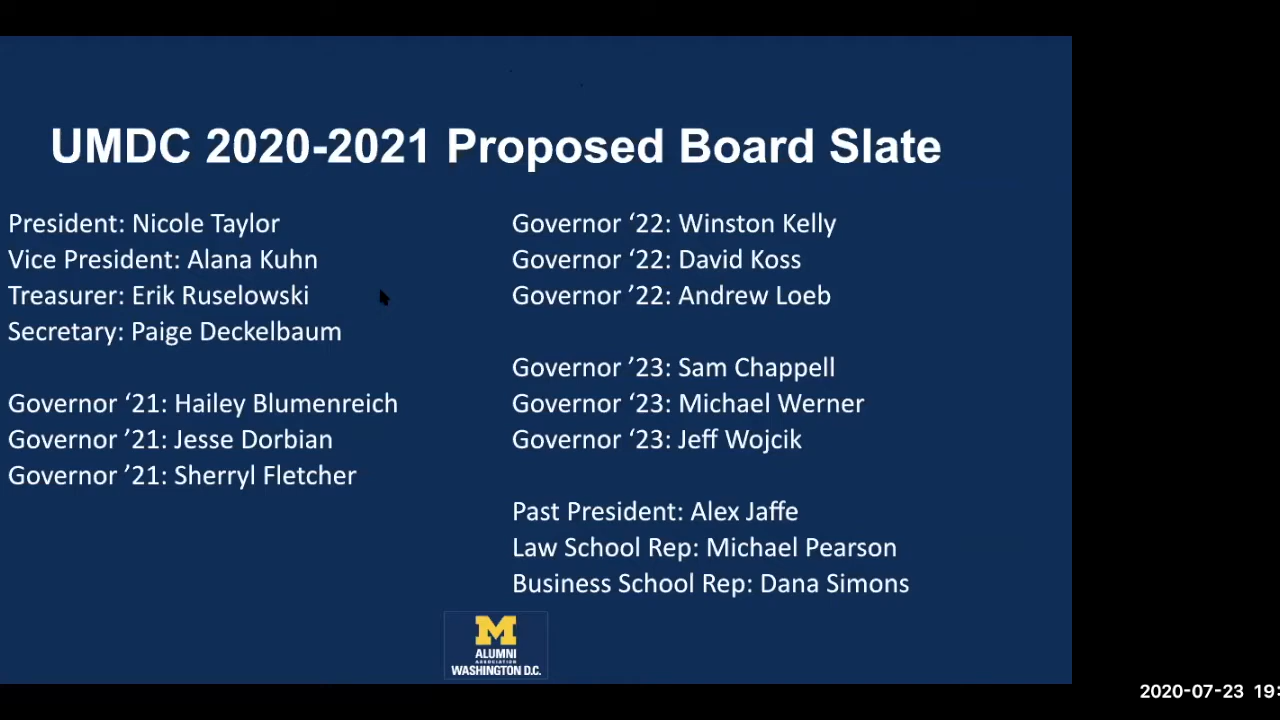 UMDC 2020-2021 Proposed Board Slate
President: Nicole Taylor
Vice President: Alana Kuhn
Treasurer: Erik Ruselowski
Secretary: Paige Deckelbaum
Governor ‘21: Hailey Blumenreich
Governor ’21: Jesse Dorbian
Governor ’21: Sherryl Fletcher
Governor ‘22: Winston Kelly
Governor ‘22: David Koss
Governor ‘22: Andrew Loeb
Governor ’23: Sam Chappell
Governor ‘23: Michael Werner
Governor ‘23: Jeff Wojcik
Past President: Alex Jaffe
Law School Rep: Michael Pearson
Business School Rep: Dana Simons
M
ALUMNI
ASSOCIATION
WASHINGTON D.C.
2020-07-23 19: